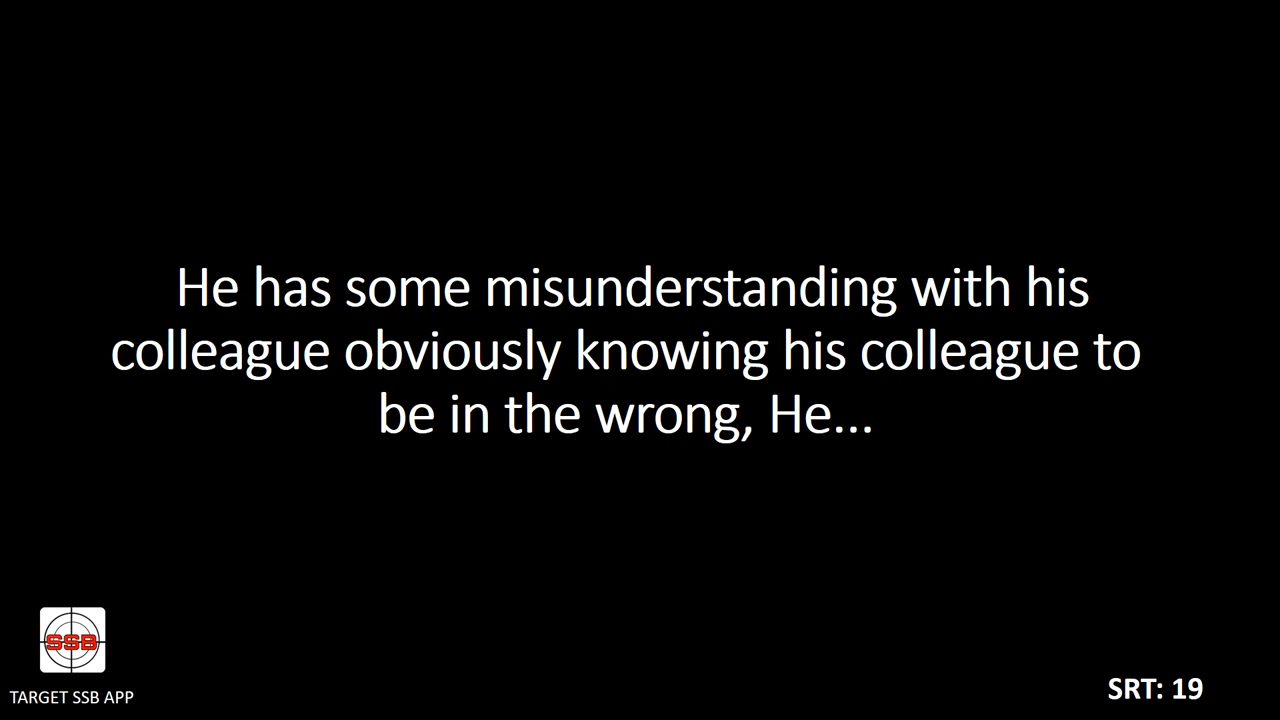 He has some misunderstanding with his
colleague obviously knowing his colleague to
be in the wrong, He...
SSB
TARGET SSB APP
SRT: 19